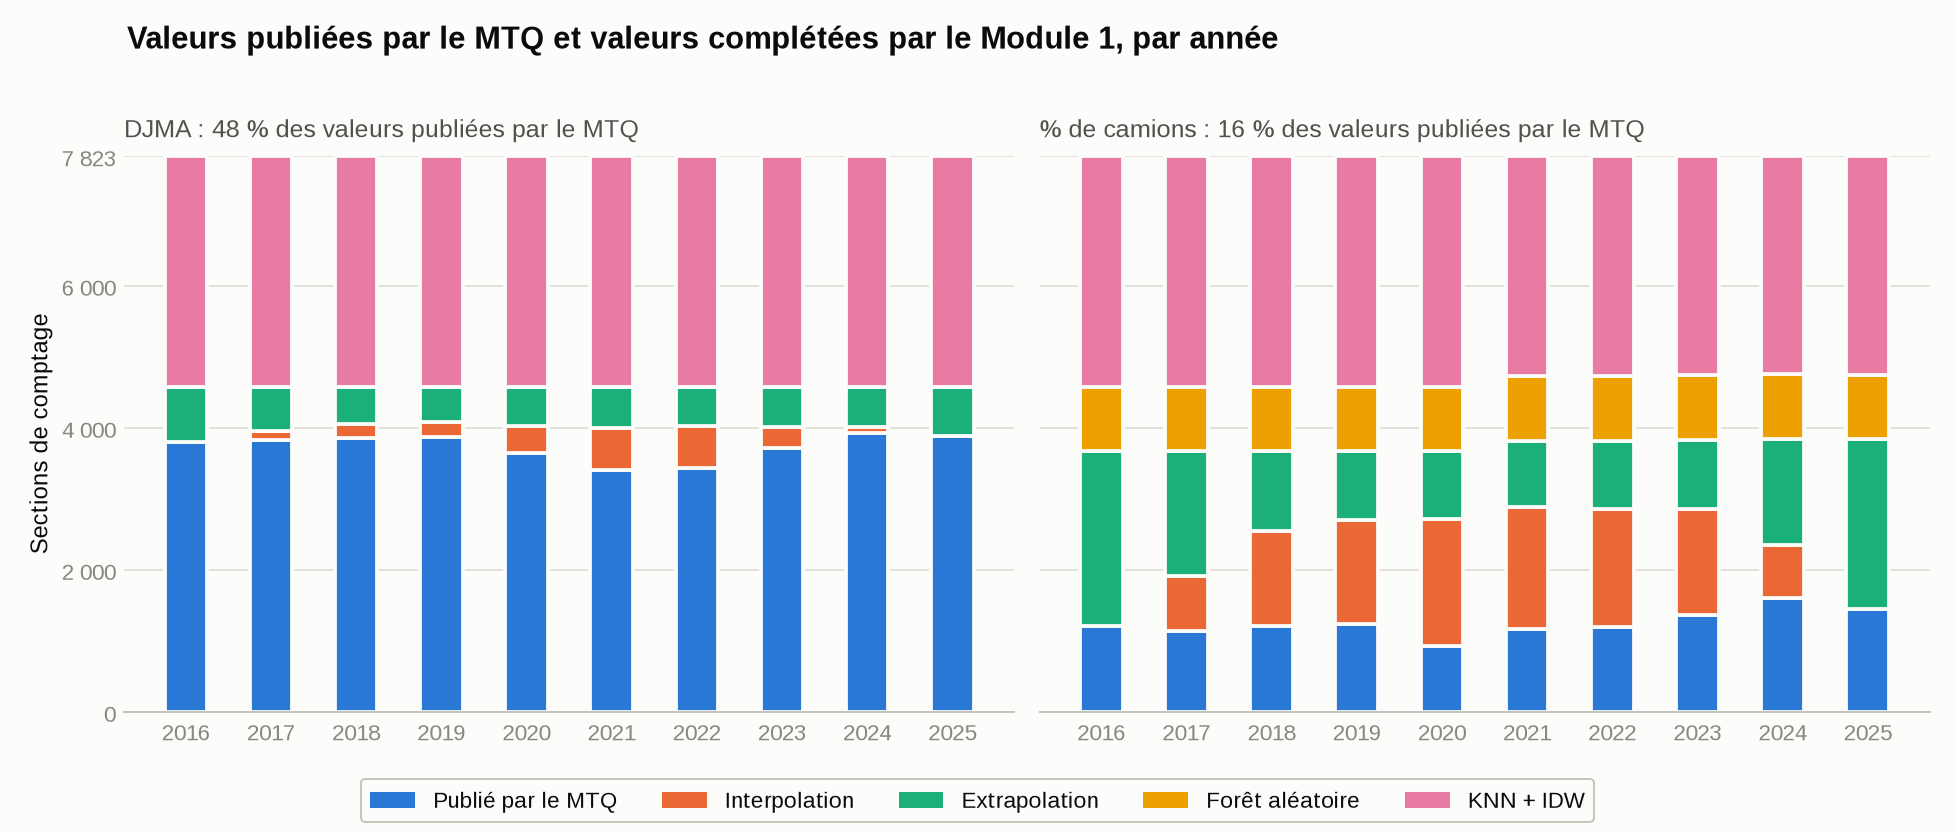 Valeurs publiées par le MTQ et valeurs complétées par le Module 1, par année
DJMA : 48 % des valeurs publiées par le MTQ
% de camions : 16 % des valeurs publiées par le MTQ
Sections de comptage
7 823
6 000
4 000
2 000
0
2016 2017 2018 2019 2020 2021 2022 2023 2024 2025
2016 2017 2018 2019 2020 2021 2022 2023 2024 2025
Publié par le MTQ Interpolation Extrapolation Forêt aléatoire KNN + IDW